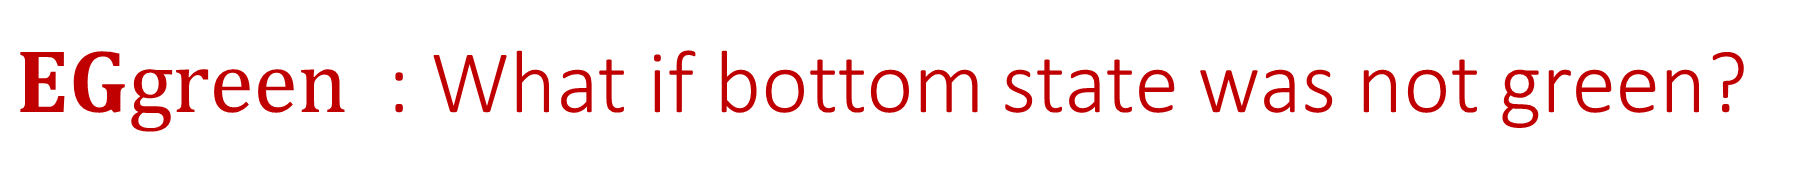 EGgreen : What if bottom state was not green?